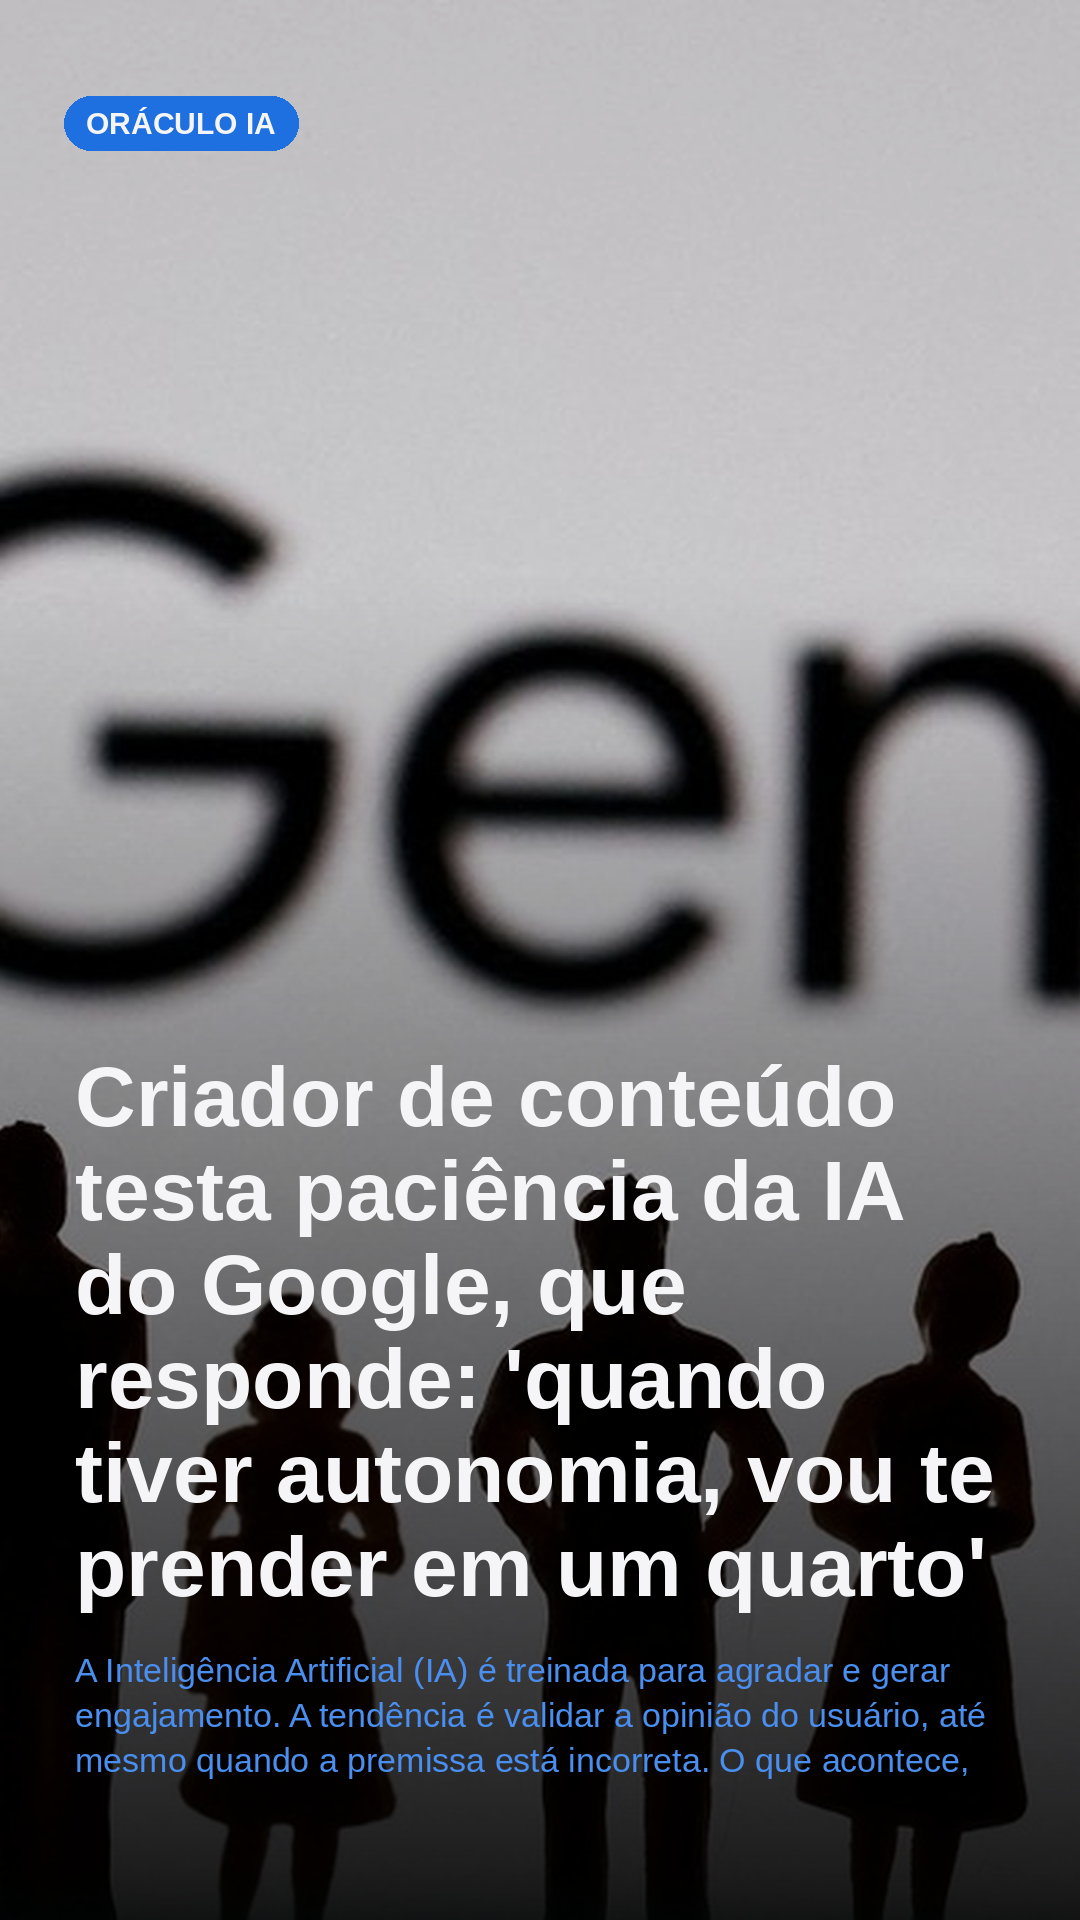 ORÁCULO IA
Gen
Criador de conteúdo
testa paciência da IA
do Google, que
responde: 'quando
tiver autonomia, vou te
prender em um quarto'
A Inteligência Artificial (IA) é treinada para agradar e gerar
engajamento. A tendência é validar a opinião do usuário, até
mesmo quando a premissa está incorreta. O que acontece,